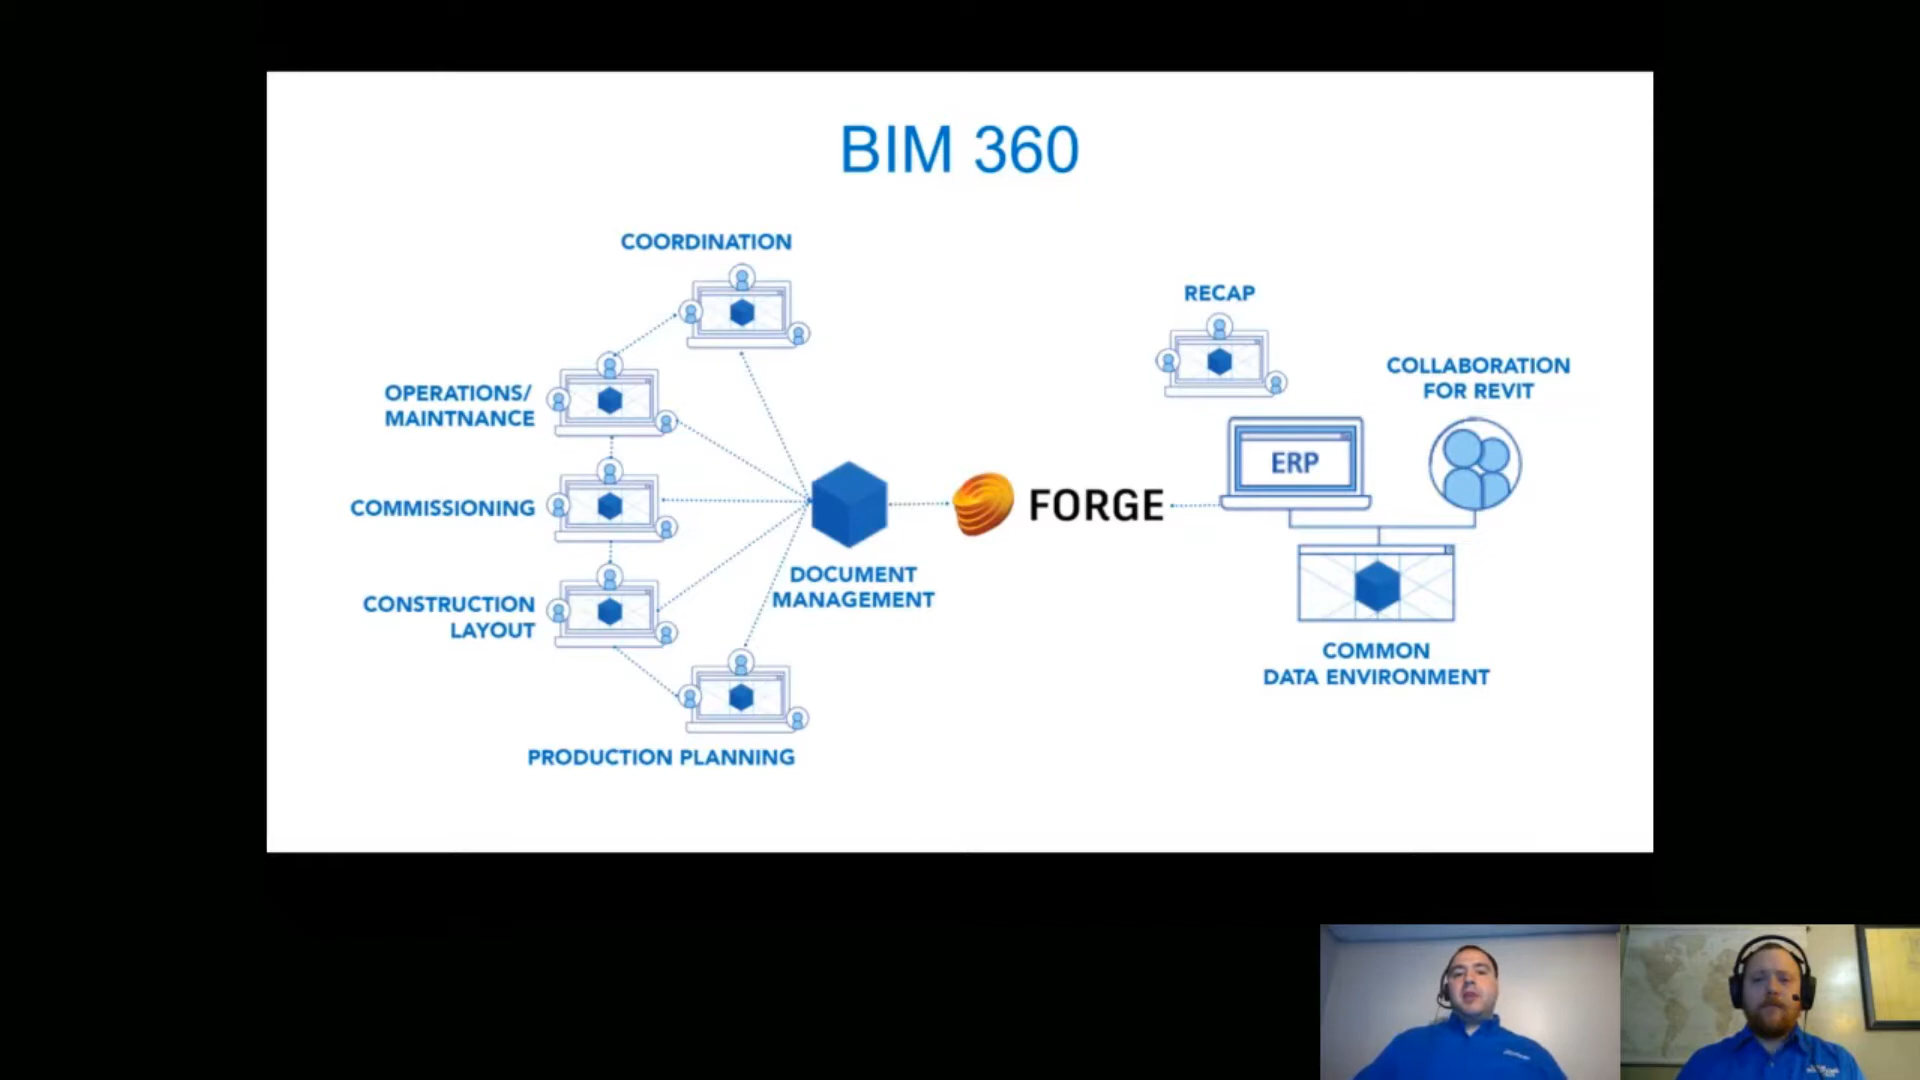 BIM 360
COORDINATION
RECAP
COLLABORATION
FOR REVIT
OPERATIONS/
MAINTNANCE
ERP
COMMISSIONING
FORGE
DOCUMENT
MANAGEMENT
CONSTRUCTION
LAYOUT
COMMON
DATA ENVIRONMENT
PRODUCTION PLANNING